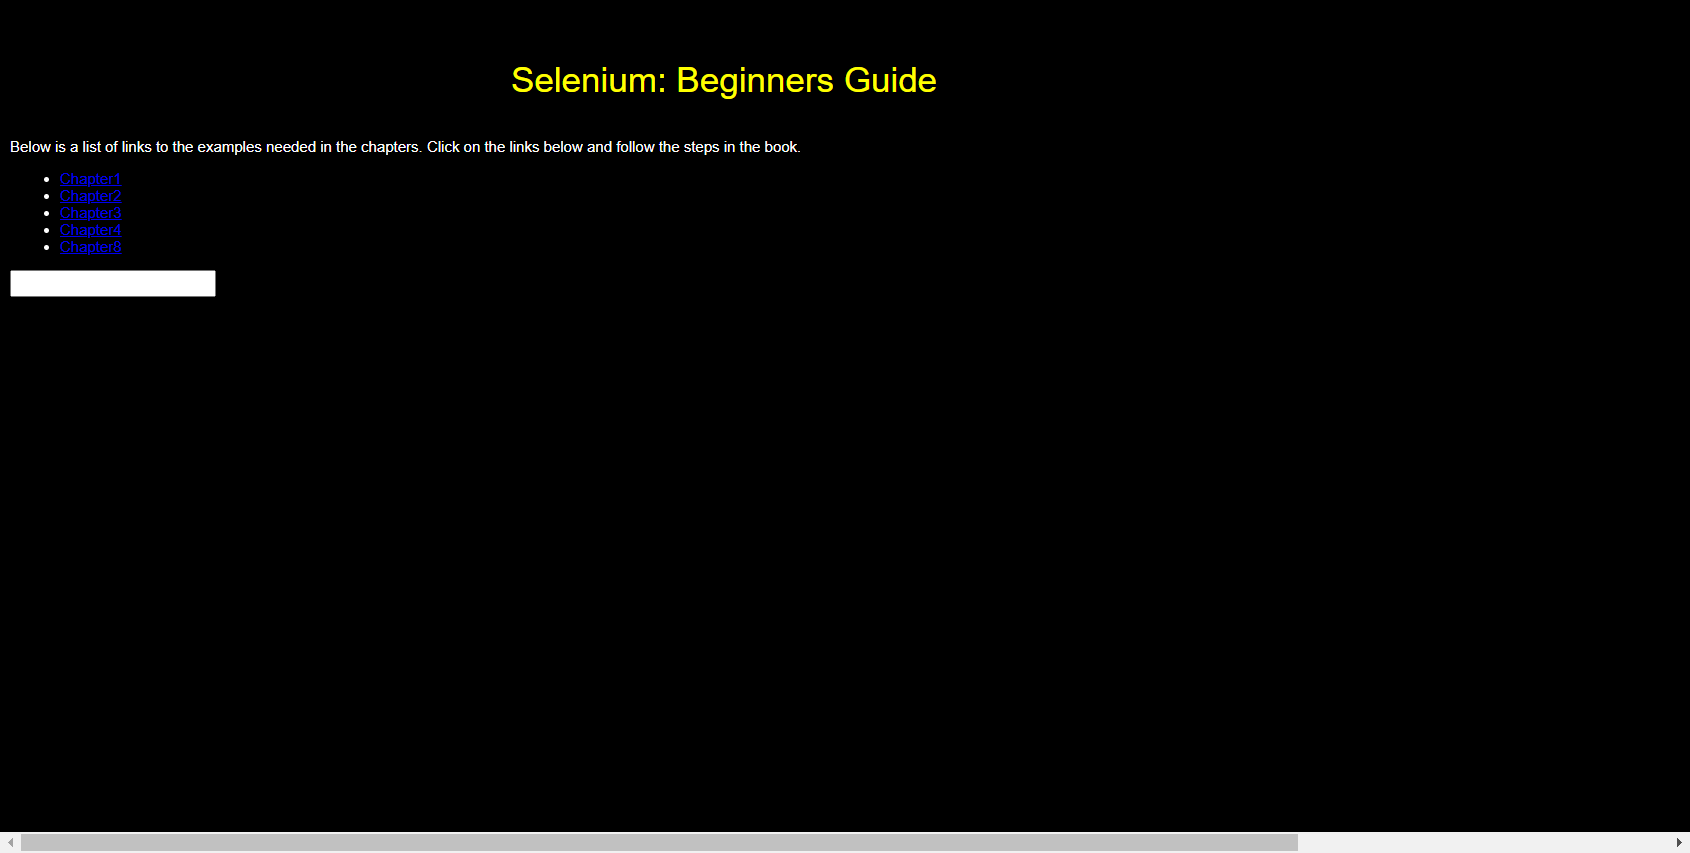 Selenium: Beginners Guide
Below is a list of links to the examples needed in the chapters. Click on the links below and follow the steps in the book.
Chapter1
Chapter2
Chapter3
Chapter4
Chapter8